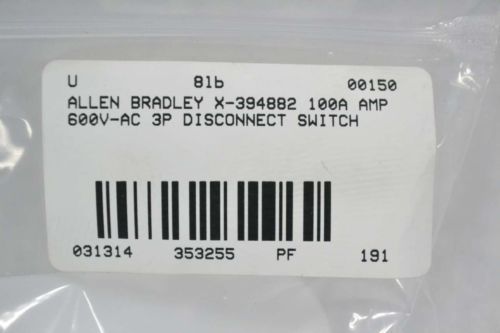 U 8lb 00150
ALLEN BRADLEY X-394882 100A AMP
600V-AC 3P DISCONNECT SWITCH
031314 353255 PF 191